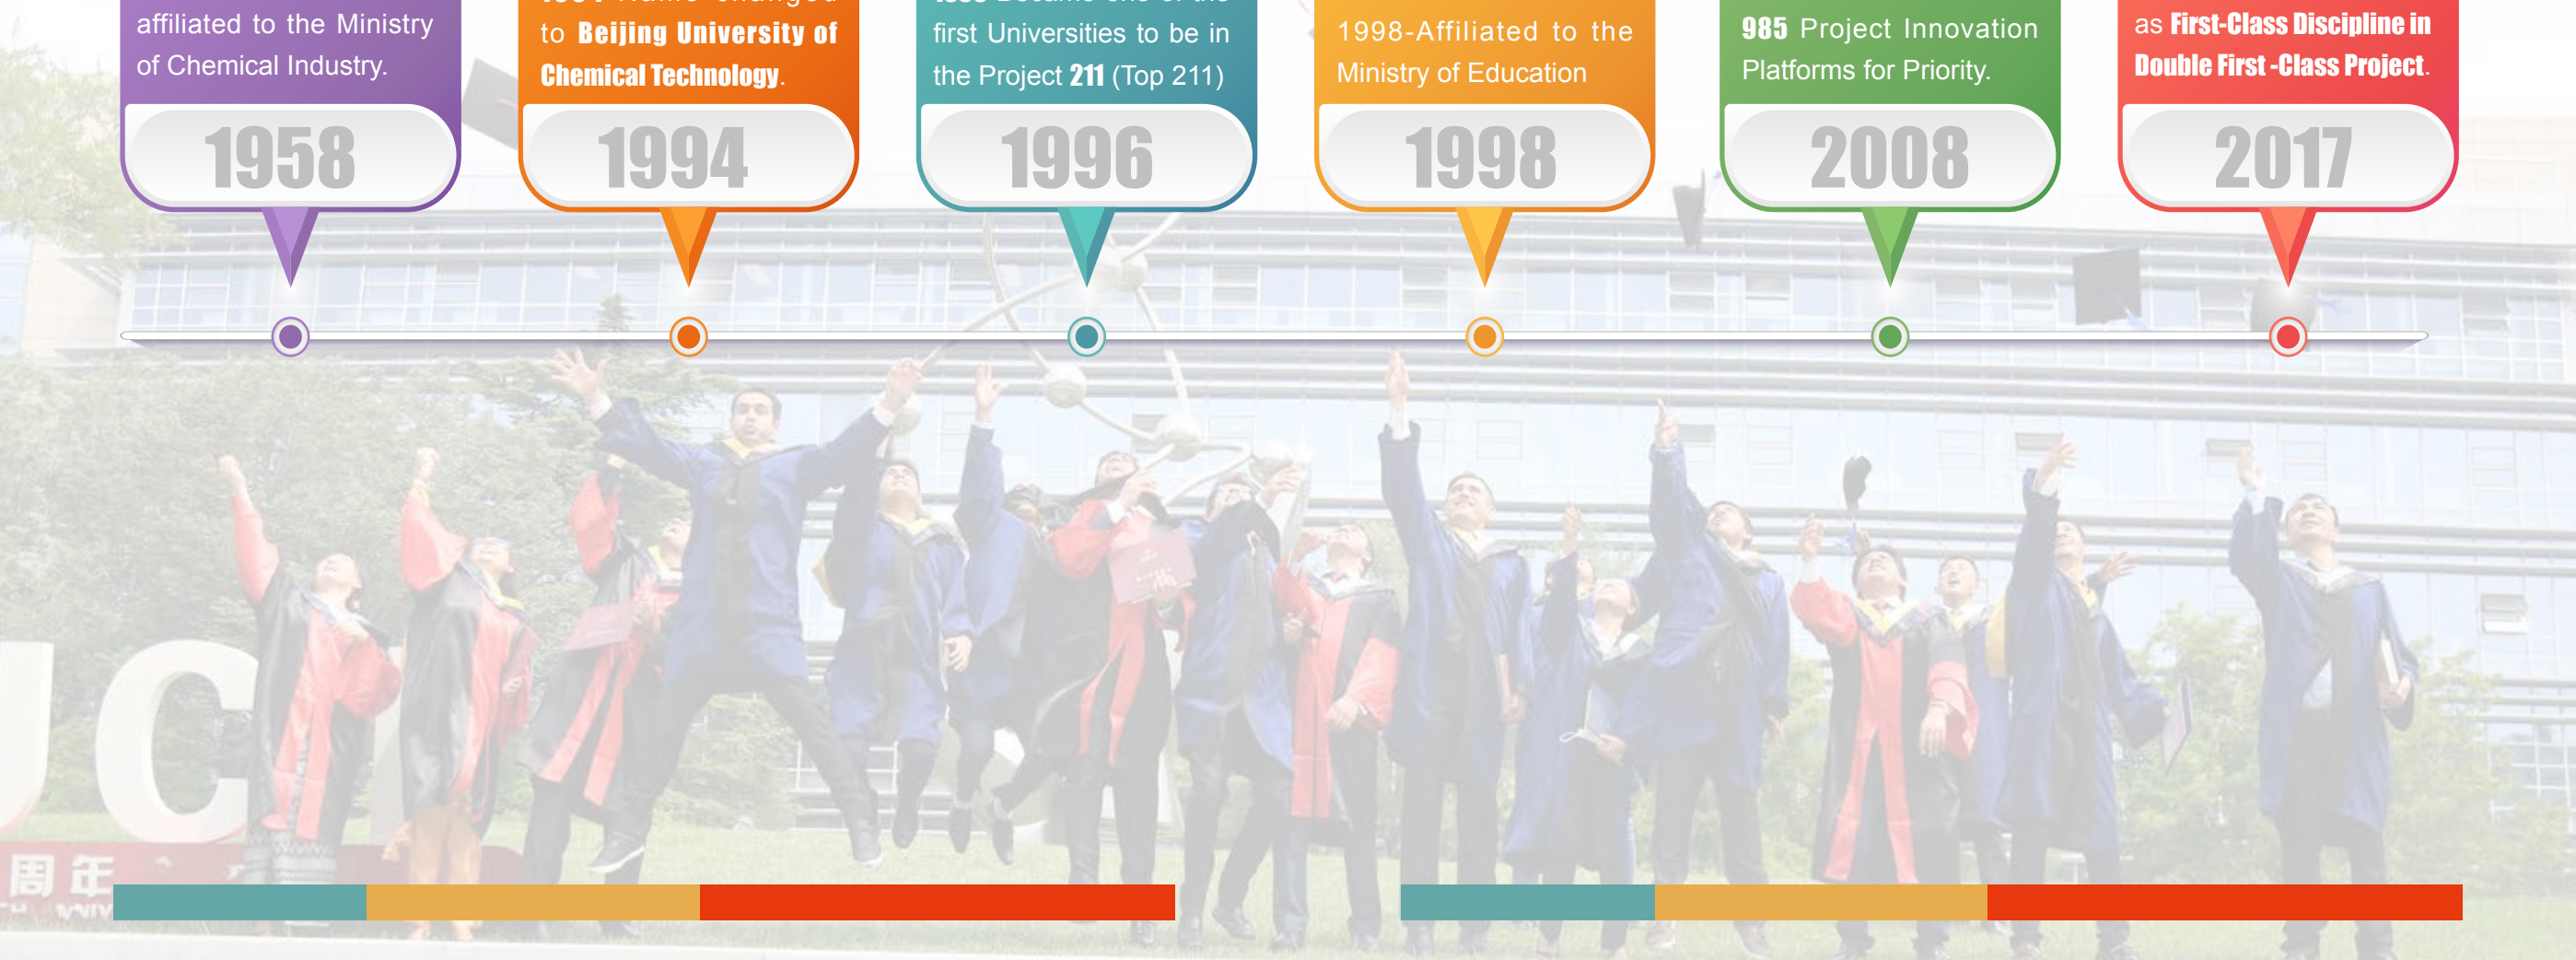 affiliated to the Ministry
of Chemical Industry.
1958
to Beijing University of
Chemical Technology.
1994
first Universities to be in
the Project 211 (Top 211)
1996
1998-Affiliated to the
Ministry of Education
1998
985 Project Innovation
Platforms for Priority.
2008
as First-Class Discipline in
Double First -Class Project.
2017
UC
周年